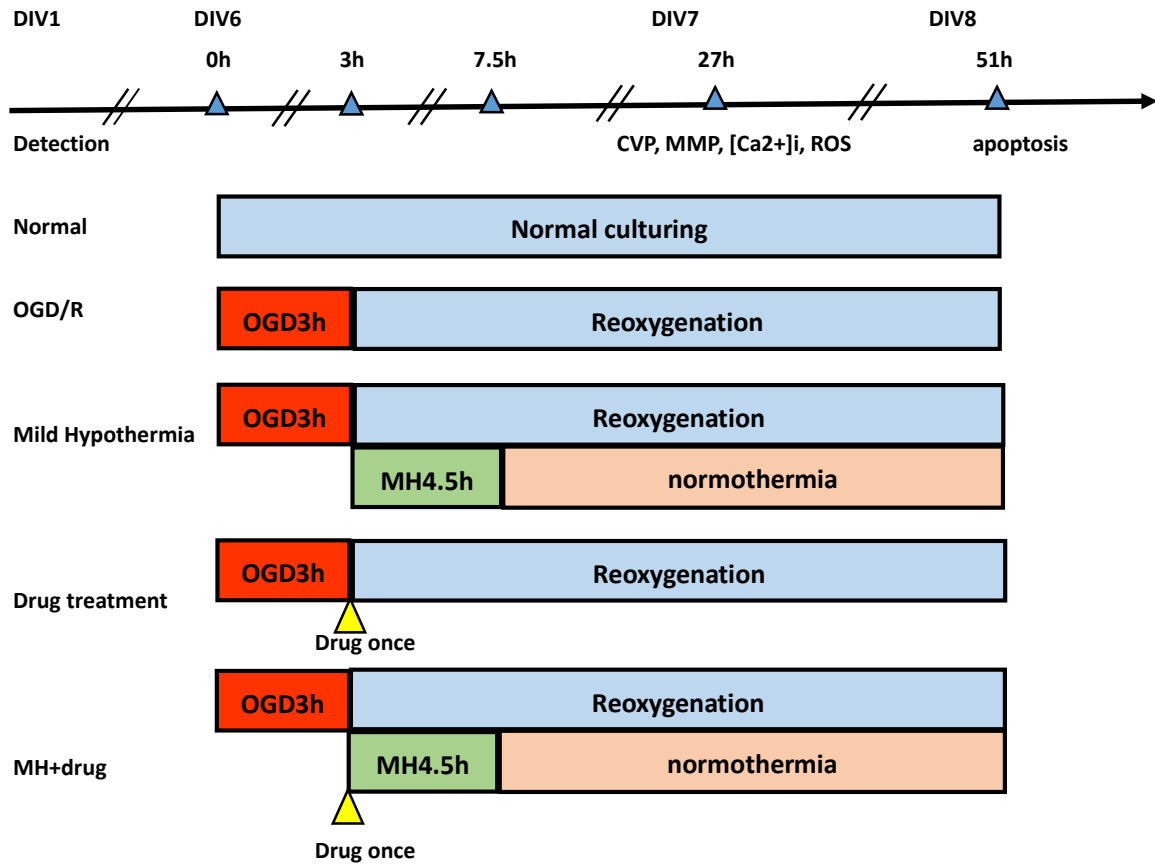 DIV1 DIV6 DIV7 DIV8
0h 3h 7.5h 27h 51h
Detection CVP, MMP, [Ca2+]i, ROS apoptosis
Normal Normal culturing
OGD/R OGD3h Reoxygenation
OGD3h Reoxygenation
Mild Hypothermia
MH4.5h normothermia
OGD3h Reoxygenation
Drug treatment
Drug once
OGD3h Reoxygenation
MH+drug MH4.5h normothermia
Drug once